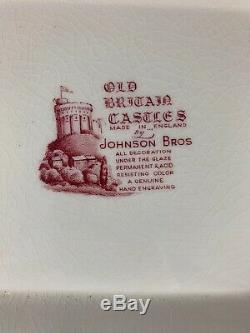 OLD
BRITAIN
CASTLES
MADE IN ENGLAND
By
JOHNSON BROS
ALL DECORATION
UNDER THE GLAZE
PERMANENT & ACID
RESISTING COLOR
A GENUINE
HAND ENGRAVING